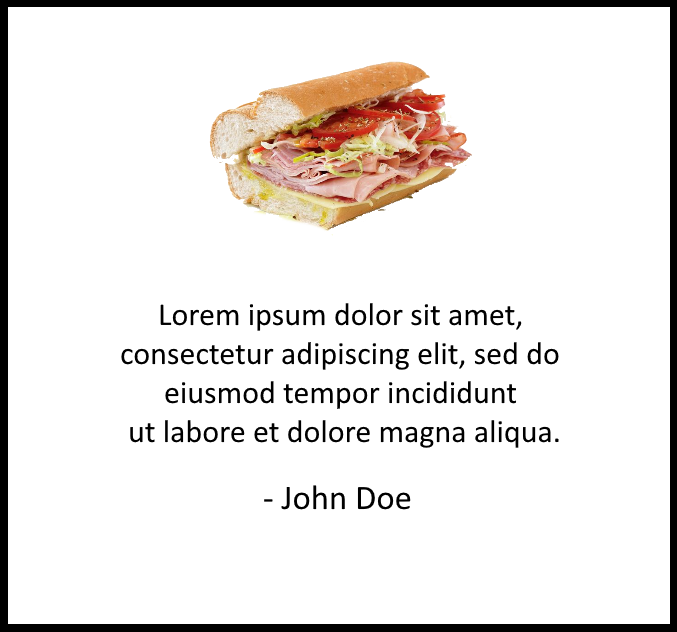 Lorem ipsum dolor sit amet,
consectetur adipiscing elit, sed do
eiusmod tempor incididunt
ut labore et dolore magna aliqua.
- John Doe